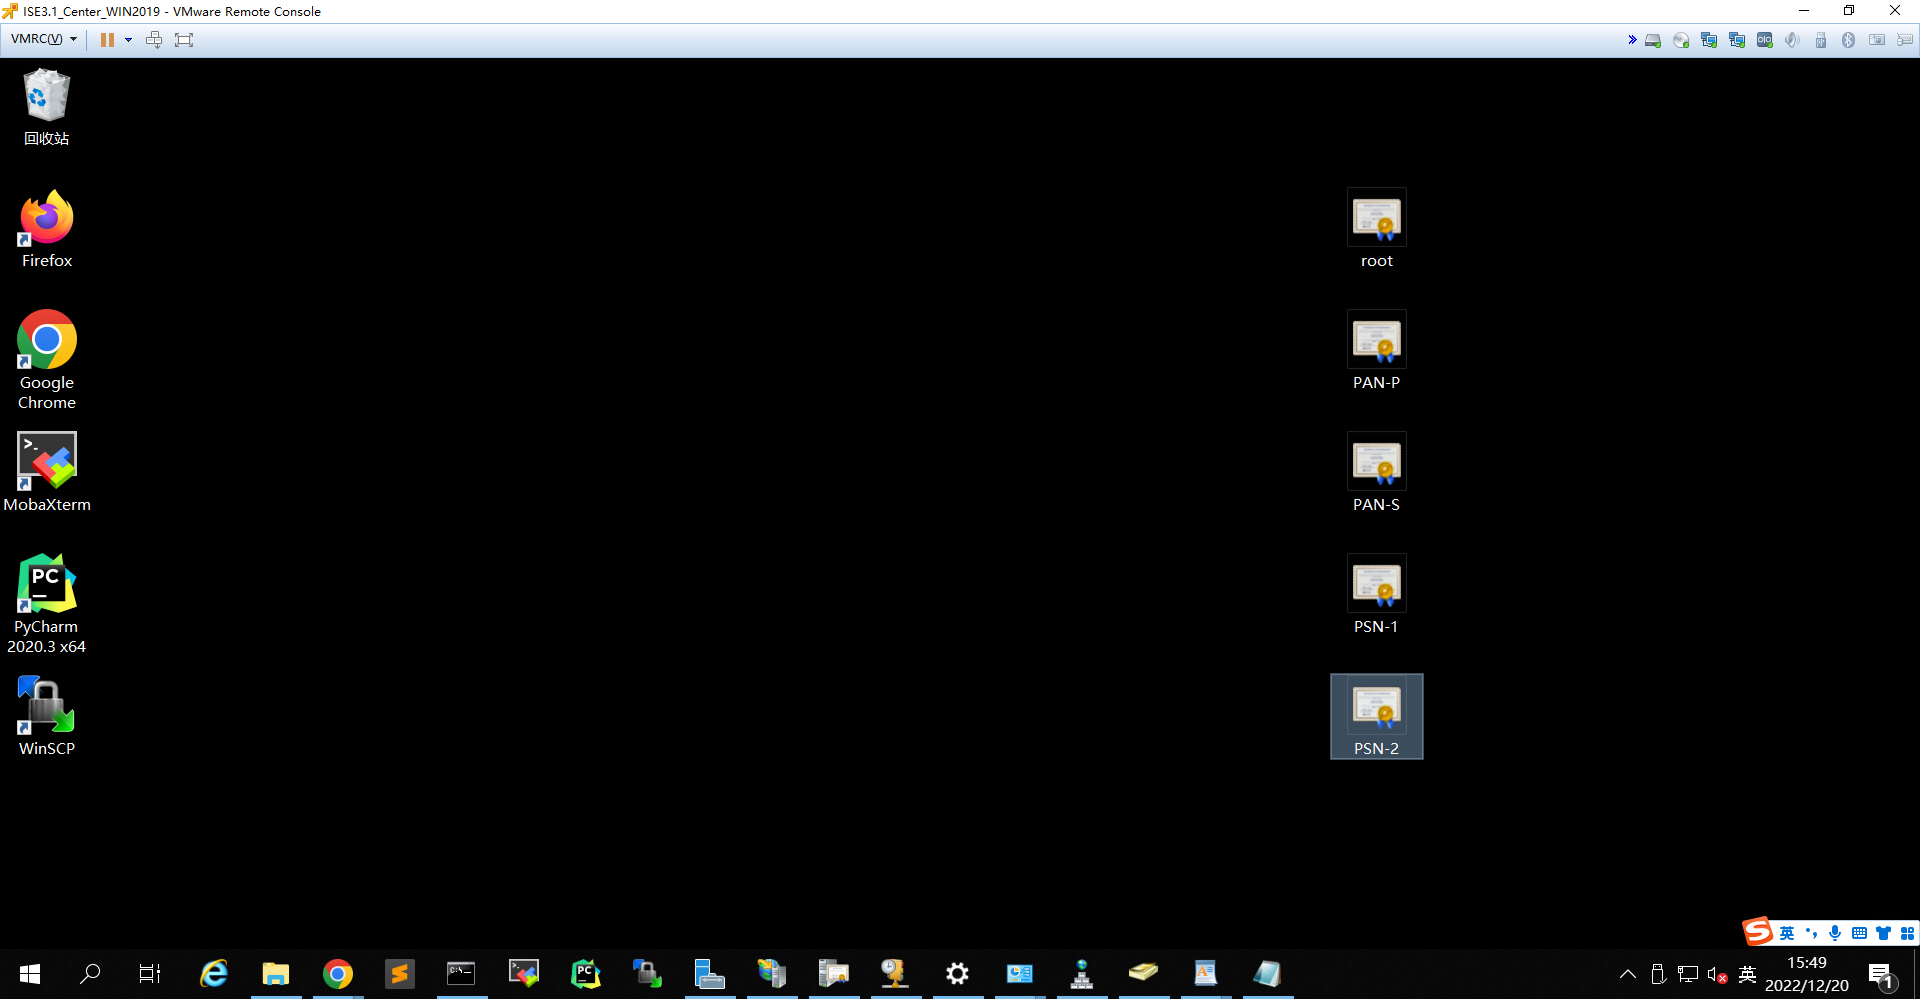 ISE3.1_Center_WIN2019 - VMware Remote Console
VMRC(V)
回收站
Firefox
Google
Chrome
MobaXterm
PC
PyCharm
2020.3 x64
WinSCP
root
PAN-P
PAN-S
PSN-1
PSN-2
英
英
15:49
2022/12/20
1